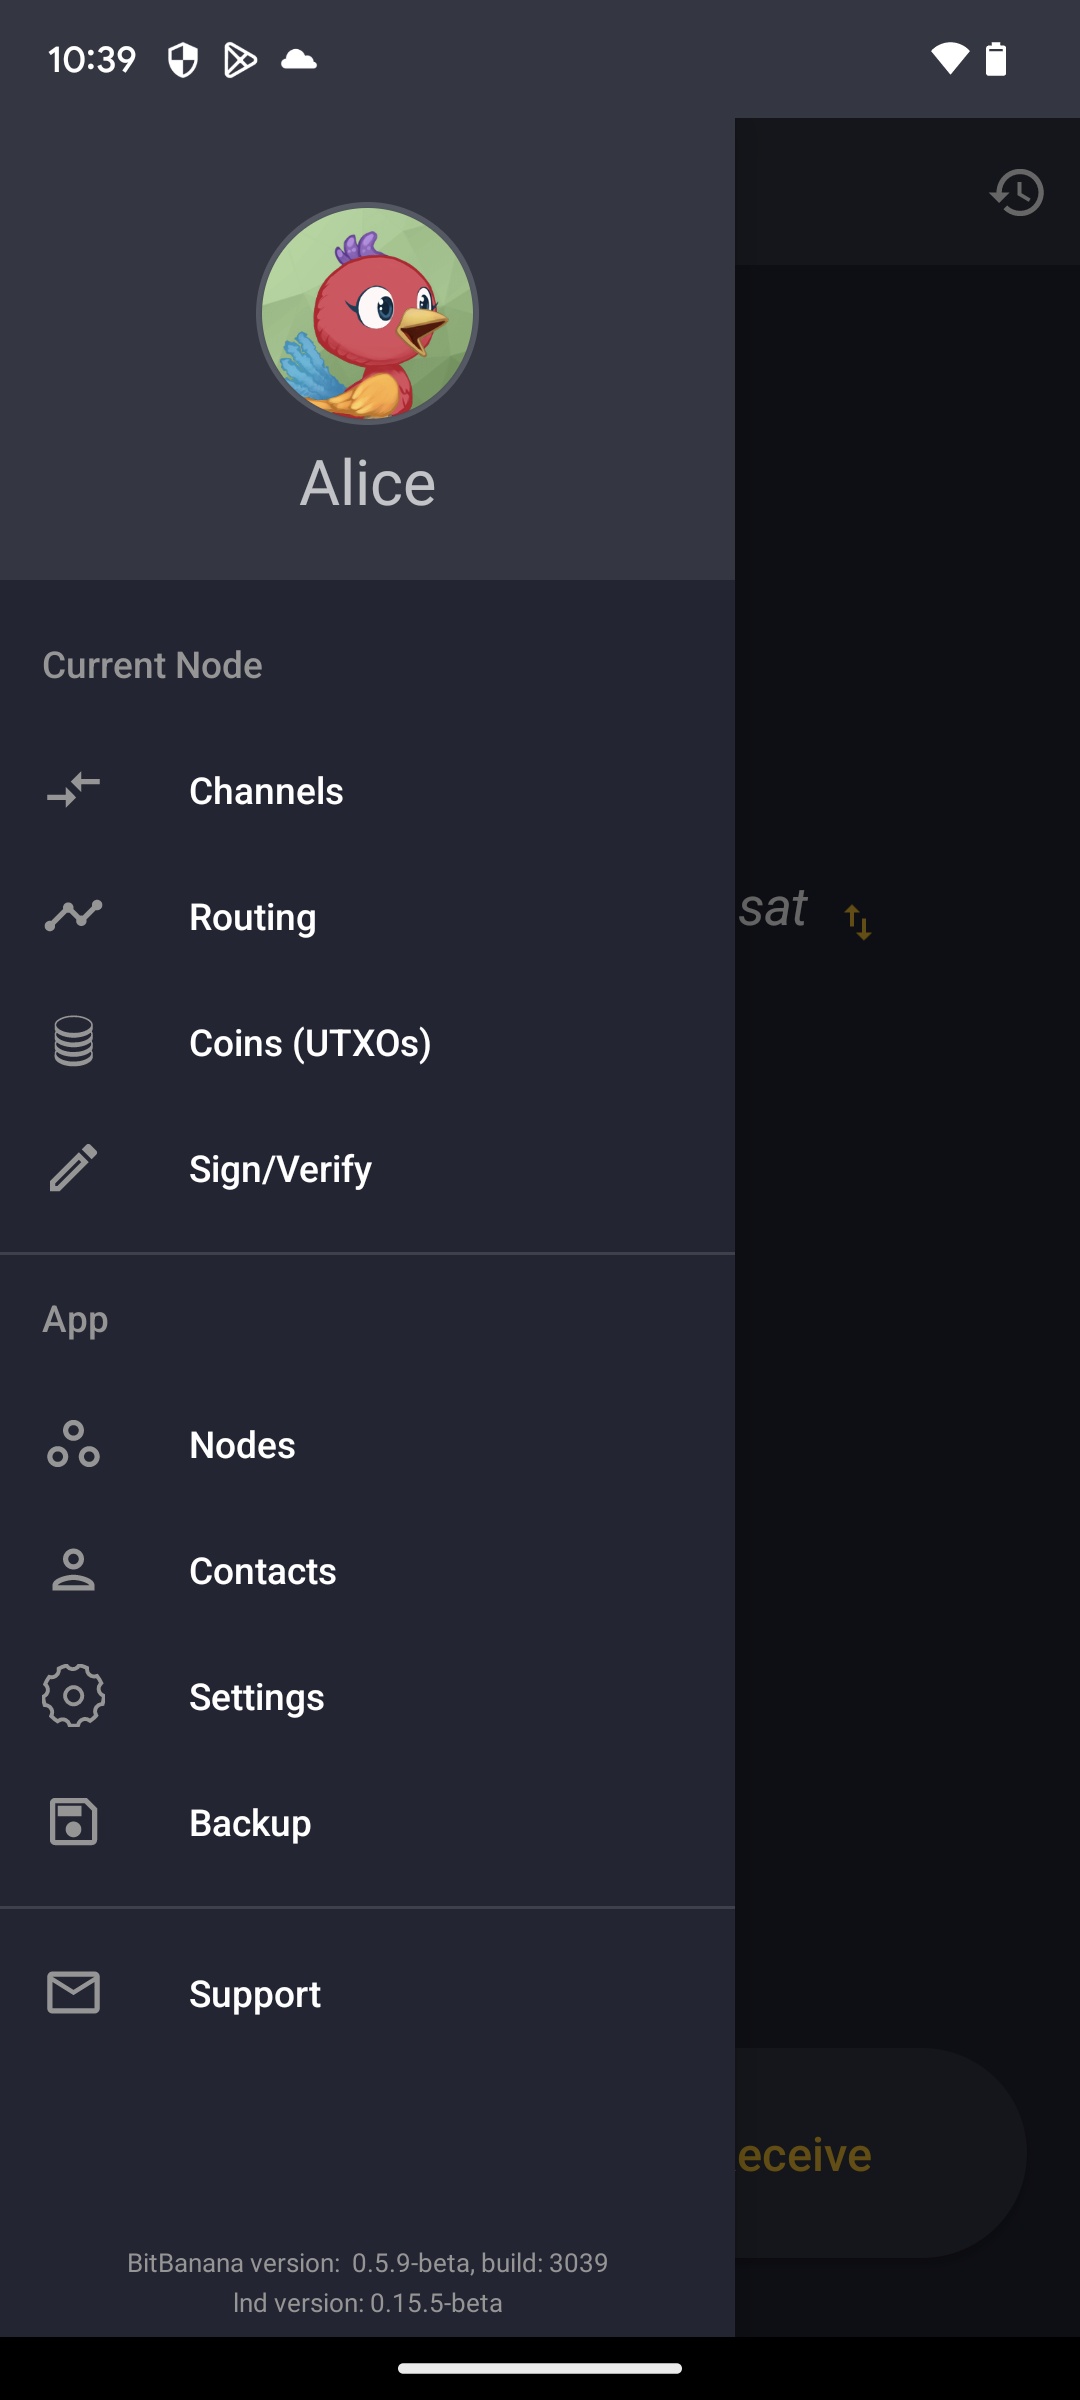 10:39
Alice
Current Node
Channels
Routing
sat
Coins (UTXOs)
Sign/Verify
App
Nodes
Contacts
Settings
Backup
Support
eceive
BitBanana version:  0.5.9-beta, build: 3039
lnd version: 0.15.5-beta